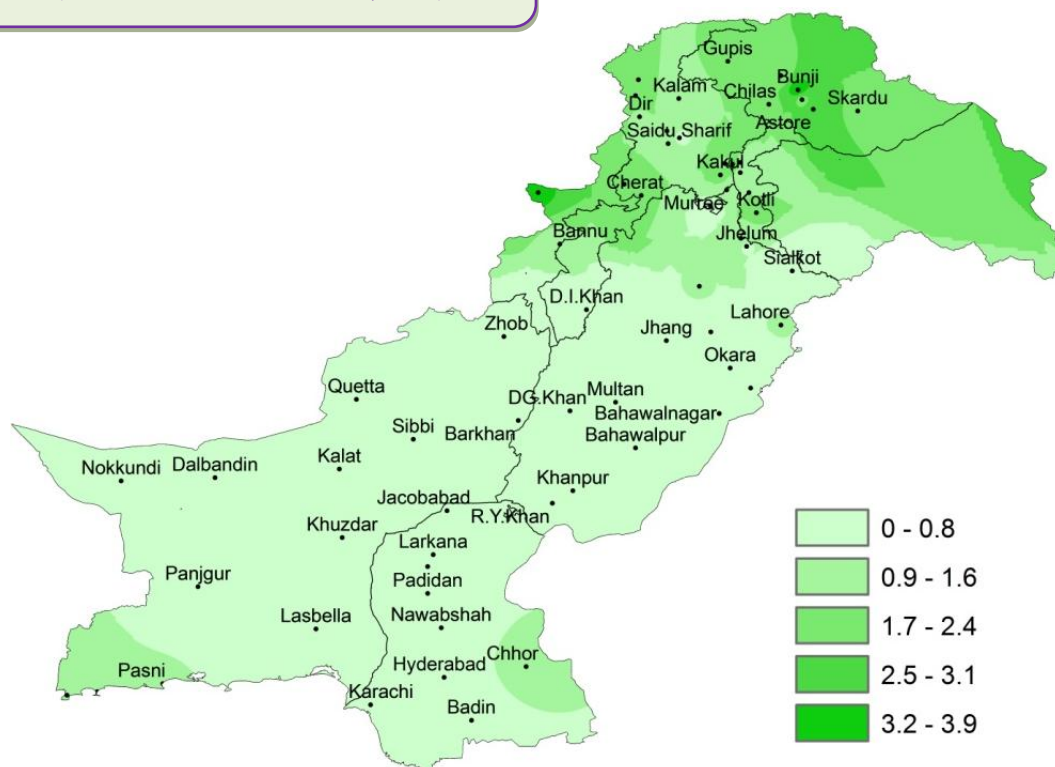 Gupis
Bunji
Kalam
Chilas
Skardu
Dir
Astore
Saidu Sharif
Kakul
Cherat
Murree
Kotli
Bannu
Jhelum
Sialkot
D.I.Khan
Zhob
Lahore
Jhang
Okara
Quetta
DG.Khan
Multan
Bahawalnagar
Sibbi
Barkhan
Bahawalpur
Nokkundi
Dalbandin
Kalat
Khanpur
Jacobabad
R.Y.Khan
Khuzdar
Larkana
Panjgur
Padidan
Lasbella
Nawabshah
Chhor
Pasni
Hyderabad
Karachi
Badin
0 - 0.8
0.9 - 1.6
1.7 - 2.4
2.5 - 3.1
3.2 - 3.9